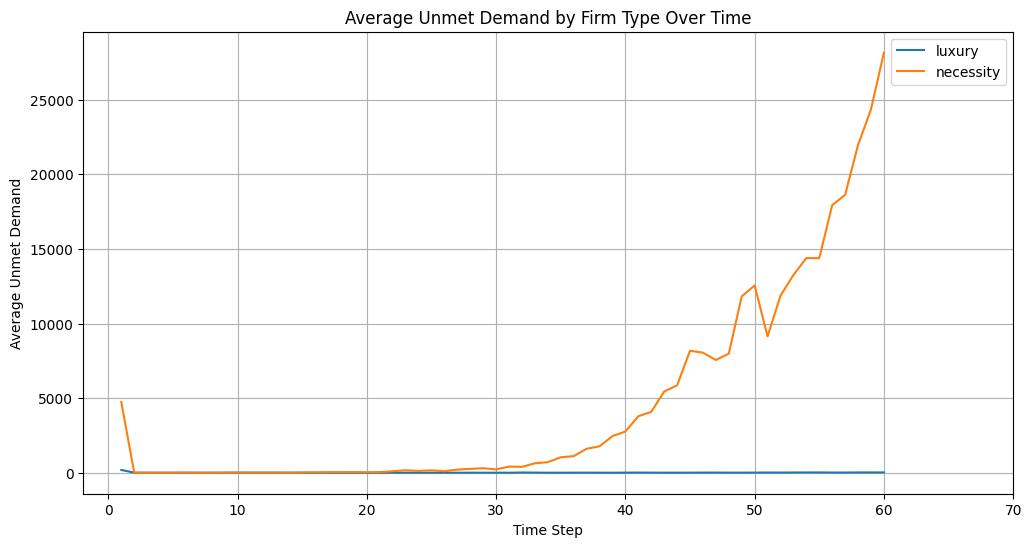 Average Unmet Demand by Firm Type Over Time
luxury
necessity
Average Unmet Demand
25000
20000
15000
10000
5000
0
0 10 20 30 40 50 60 70
Time Step